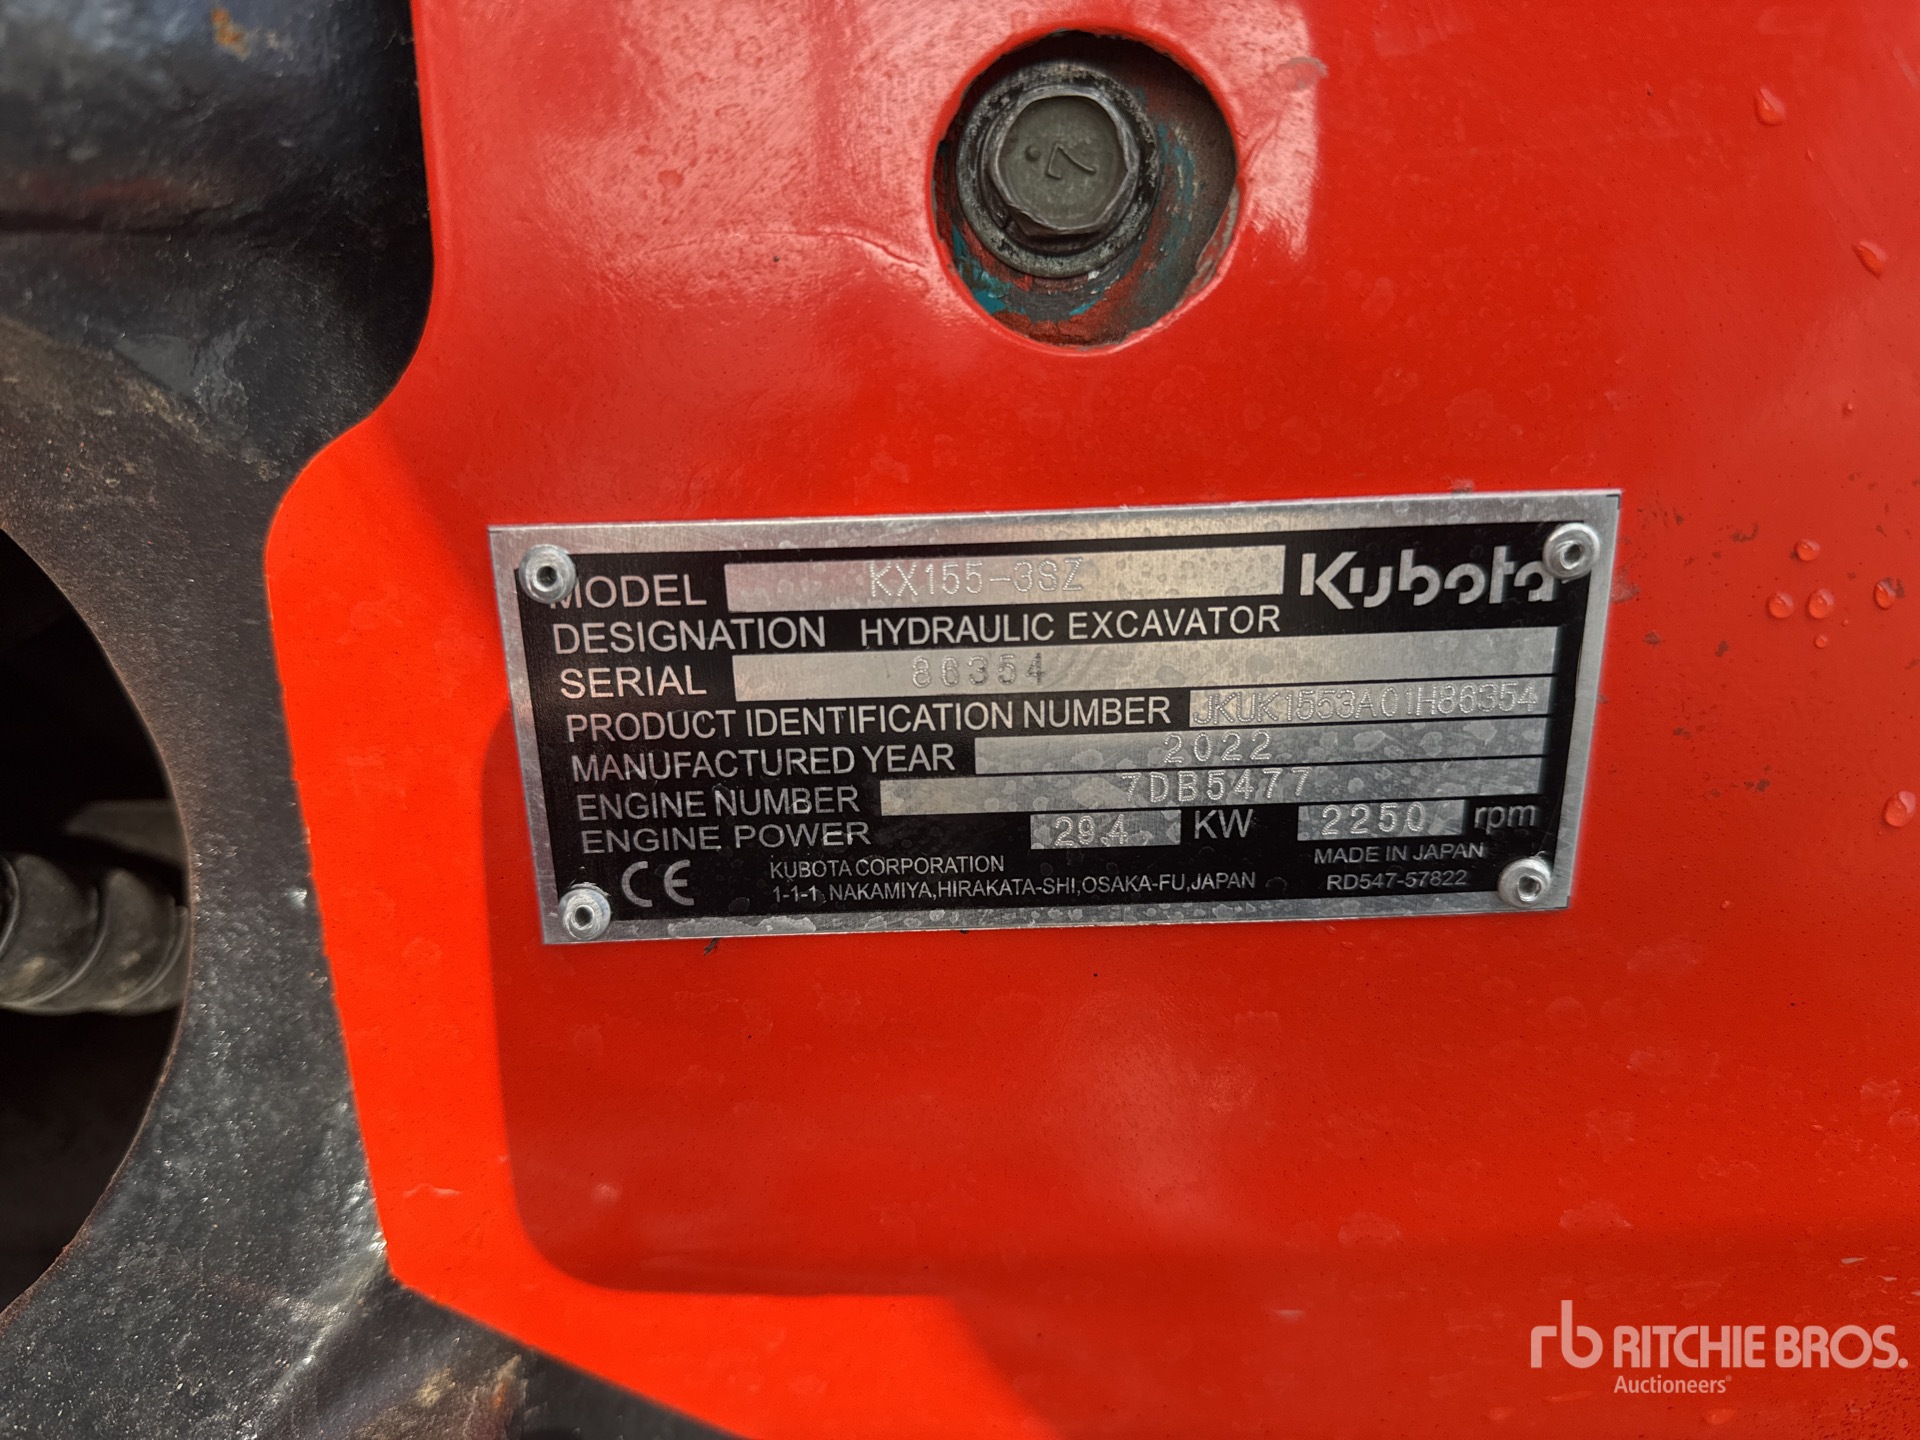 7
MODEL KX155-3SZ Kubota
DESIGNATION HYDRAULIC EXCAVATOR
SERIAL 86354
PRODUCT IDENTIFICATION NUMBER JKUK1553A01H86354
MANUFACTURED YEAR 2022
ENGINE NUMBER 7DB5477
ENGINE POWER 29.4 KW 2250 rpm
CE KUBOTA CORPORATION MADE IN JAPAN
1-1-1, NAKAMIYA,HIRAKATA-SHI,OSAKA-FU,JAPAN RD547-57822
rb RITCHIE BROS.
Auctioneers